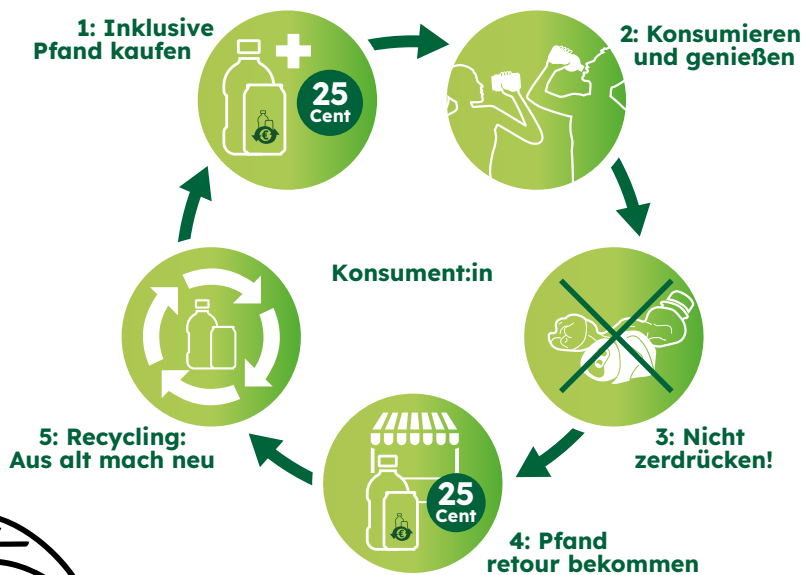 1: Inklusive
Pfand kaufen
25
Cent
€
2: Konsumieren
und genießen
Konsument:in
3: Nicht
zerdrücken!
25
Cent
€
4: Pfand
retour bekommen
5: Recycling:
Aus alt mach neu